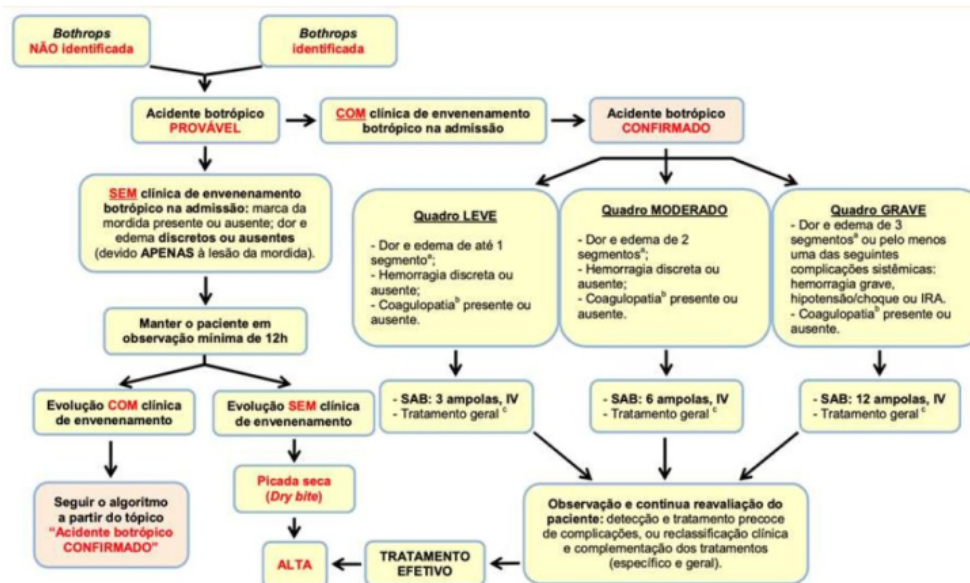 Bothrops
NÃO identificada
Bothrops
identificada
Acidente botrópico
PROVÁVEL
COM clínica de envenenamento
botrópico na admissão
Acidente botrópico
CONFIRMADO
SEM clínica de envenenamento
botrópico na admissão: marca da
mordida presente ou ausente; dor e
edema discretos ou ausentes
(devido APENAS à lesão da mordida).
Quadro LEVE
- Dor e edema de até 1
segmentoᵃ;
- Hemorragia discreta ou
ausente;
- Coagulopatiaᵇ presente ou
ausente.
Quadro MODERADO
- Dor e edema de 2
segmentosᵃ;
- Hemorragia discreta ou
ausente;
- Coagulopatiaᵇ presente ou
ausente.
Quadro GRAVE
- Dor e edema de 3
segmentosᵃ ou pelo menos
uma das seguintes
complicações sistêmicas:
hemorragia grave,
hipotensão/choque ou IRA.
- Coagulopatiaᵇ presente ou
ausente.
Manter o paciente em
observação mínima de 12h
Evolução COM clínica
de envenenamento
Evolução SEM clínica
de envenenamento
- SAB: 3 ampolas, IV
- Tratamento geral ᶜ
- SAB: 6 ampolas, IV
- Tratamento geral ᶜ
- SAB: 12 ampolas, IV
- Tratamento geral ᶜ
Seguir o algoritmo
a partir do tópico
“Acidente botrópico
CONFIRMADO”
Picada seca
(Dry bite)
Observação e continua reavaliação do
paciente: detecção e tratamento precoce
de complicações, ou reclassificação clínica
e complementação dos tratamentos
(específico e geral).
ALTA
TRATAMENTO
EFETIVO